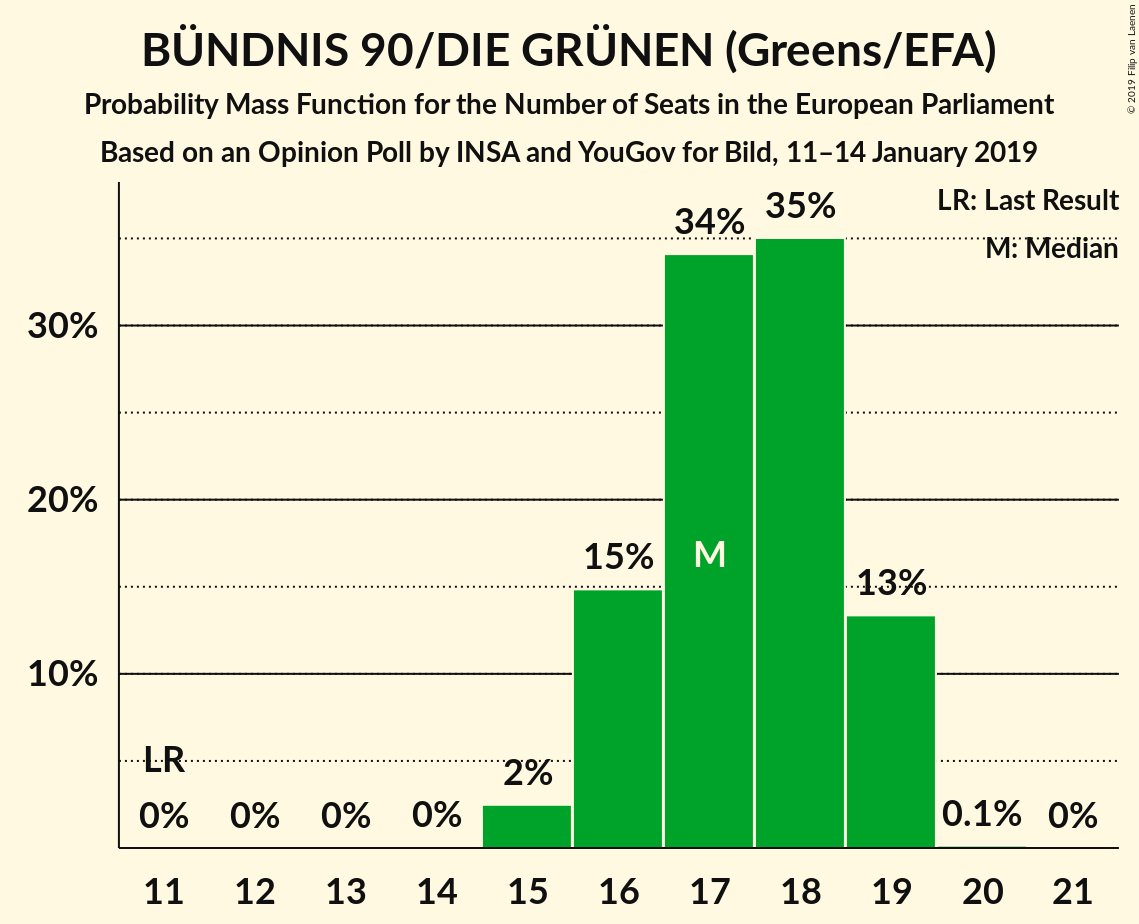 BÜNDNIS 90/DIE GRÜNEN (Greens/EFA)
Probability Mass Function for the Number of Seats in the European Parliament
Based on an Opinion Poll by INSA and YouGov for Bild, 11–14 January 2019
© 2019 Filip van Laenen
LR: Last Result
M: Median
34% 35%
30%
20%
15% M 13%
10%
LR
2%
0% 0% 0% 0% 0.1% 0%
11 12 13 14 15 16 17 18 19 20 21